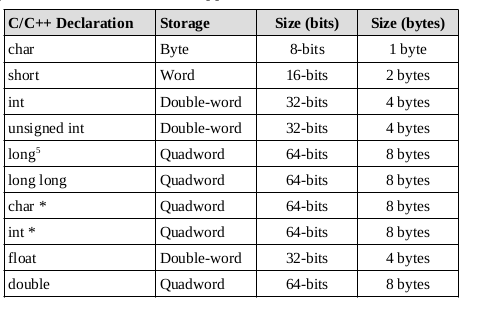 C/C++ Declaration Storage Size (bits) Size (bytes)
char Byte 8-bits 1 byte
short Word 16-bits 2 bytes
int Double-word 32-bits 4 bytes
unsigned int Double-word 32-bits 4 bytes
long⁵ Quadword 64-bits 8 bytes
long long Quadword 64-bits 8 bytes
char * Quadword 64-bits 8 bytes
int * Quadword 64-bits 8 bytes
float Double-word 32-bits 4 bytes
double Quadword 64-bits 8 bytes